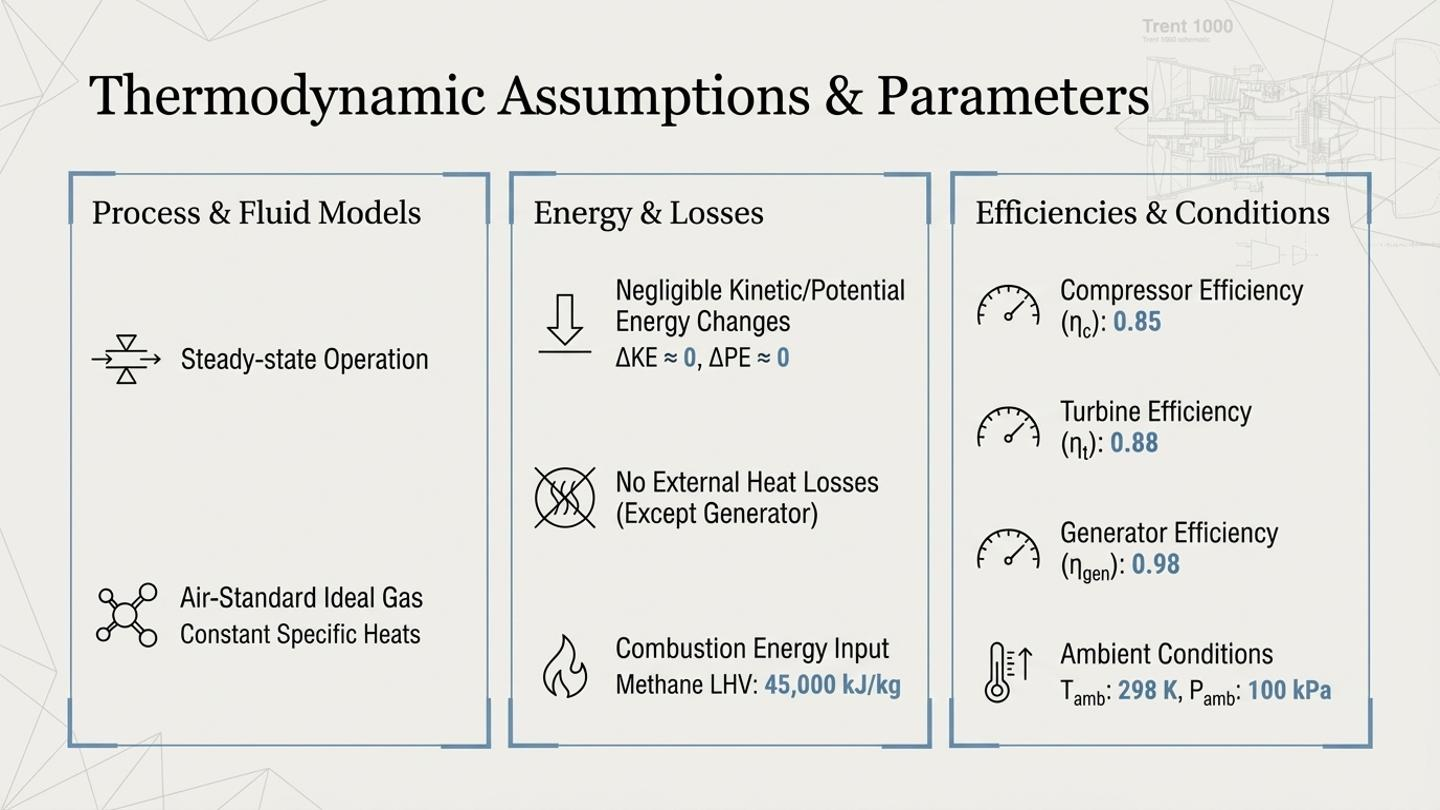 Trent 1000
Trent 1000 schematic
Thermodynamic Assumptions & Parameters
Process & Fluid Models
Steady-state Operation
Air-Standard Ideal Gas
Constant Specific Heats
Energy & Losses
Negligible Kinetic/Potential
Energy Changes
ΔKE ≈ 0, ΔPE ≈ 0
No External Heat Losses
(Except Generator)
Combustion Energy Input
Methane LHV: 45,000 kJ/kg
Efficiencies & Conditions
Compressor Efficiency
(ηc): 0.85
Turbine Efficiency
(ηt): 0.88
Generator Efficiency
(ηgen): 0.98
Ambient Conditions
Tamb: 298 K, Pamb: 100 kPa